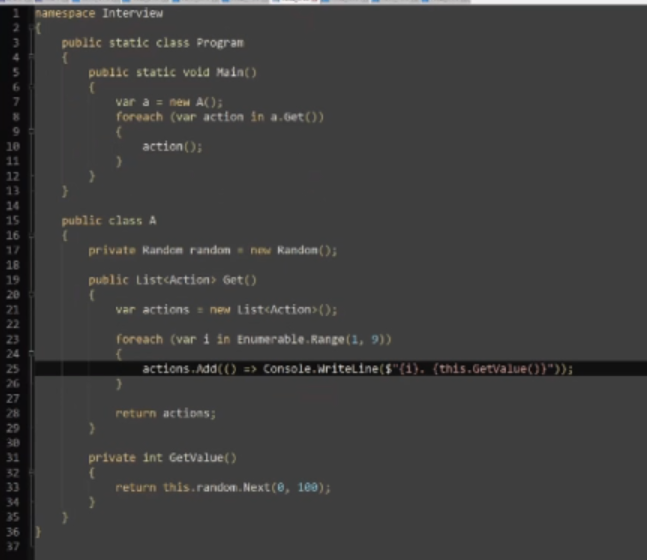 1 namespace Interview
2 {
3     public static class Program
4     {
5         public static void Main()
6         {
7             var a = new A();
8             foreach (var action in a.Get())
9             {
10                 action();
11             }
12         }
13     }
14
15     public class A
16     {
17         private Random random = new Random();
18
19         public List<Action> Get()
20         {
21             var actions = new List<Action>();
22
23             foreach (var i in Enumerable.Range(1, 9))
24             {
25                 actions.Add(() => Console.WriteLine($"{i}. {this.GetValue()}"));
26             }
27
28             return actions;
29         }
30
31         private int GetValue()
32         {
33             return this.random.Next(0, 100);
34         }
35     }
36 }
37